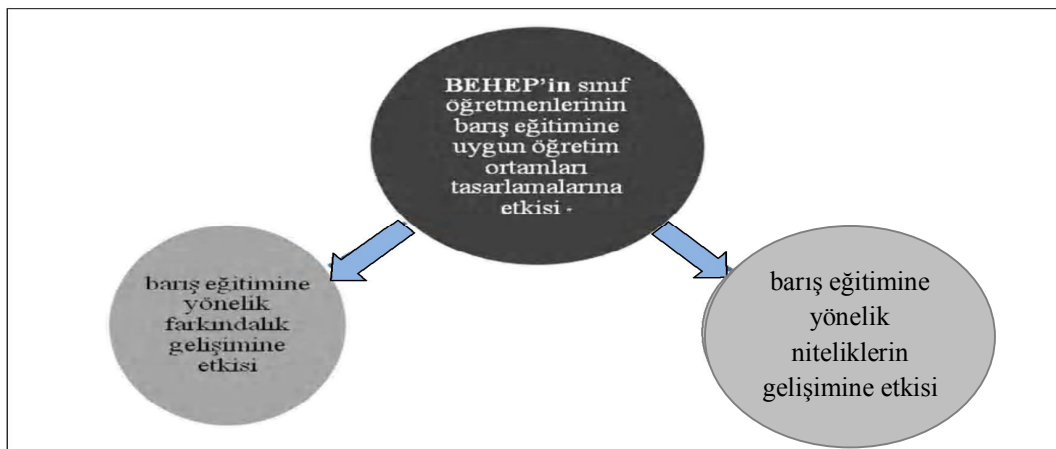 BEHEP’in sınıf
öğretmenlerinin
barış eğitimine
uygun öğretim
ortamları
tasarlamalarına
etkisi -
barış eğitimine
yönelik
farkındalık
gelişimine
etkisi
barış eğitimine
yönelik
niteliklerin
gelişimine etkisi